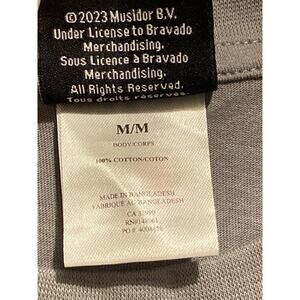 ©2023 Musidor B.V.
Under License to Bravado
Merchandising.
Sous Licence à Bravado
Merchandising.
All Rights Reserved.
Tous droits réservés.
M/M
BODY/CORPS
100% COTTON/COTON
MADE IN BANGLADESH
FABRIQUÉ AU BANGLADESH